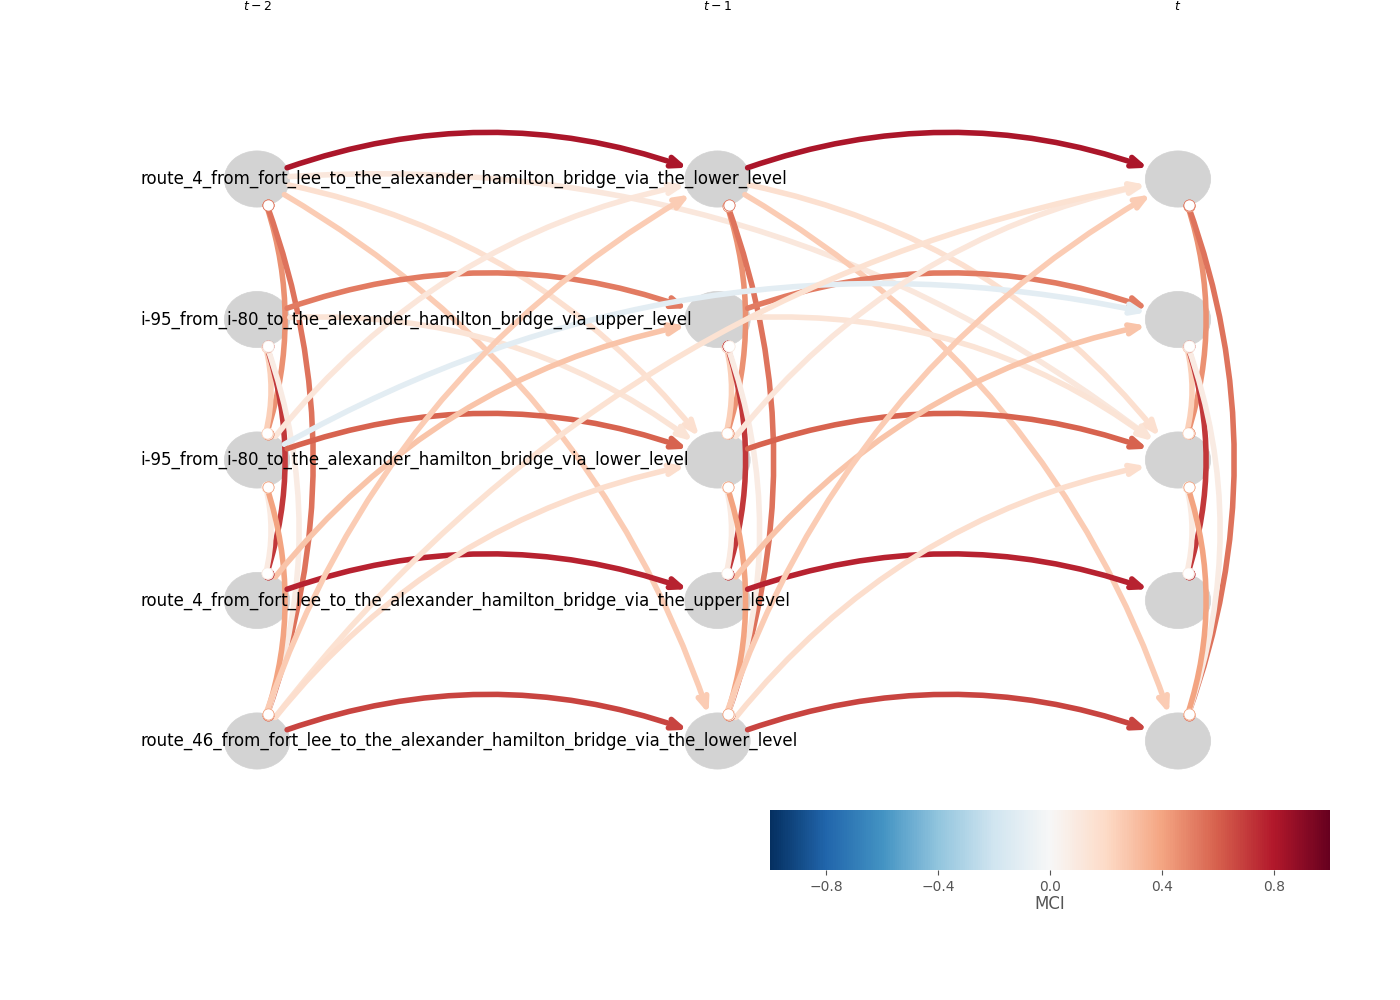 t − 2 t − 1 t
route_4_from_fort_lee_to_the_alexander_hamilton_bridge_via_the_lower_level
i-95_from_i-80_to_the_alexander_hamilton_bridge_via_upper_level
i-95_from_i-80_to_the_alexander_hamilton_bridge_via_lower_level
route_4_from_fort_lee_to_the_alexander_hamilton_bridge_via_the_upper_level
route_46_from_fort_lee_to_the_alexander_hamilton_bridge_via_the_lower_level
−0.8 −0.4 0.0 0.4 0.8
MCI